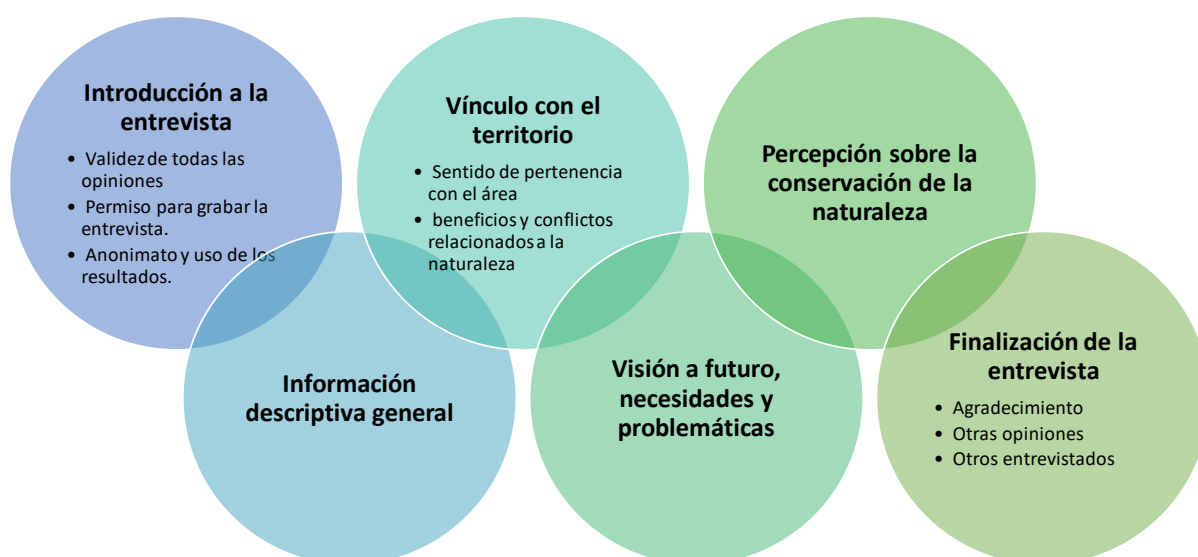 Introducción a la
entrevista
• Validez de todas las
opiniones
• Permiso para grabar la
entrevista.
• Anonimato y uso de los
resultados.
Información
descriptiva general
Vínculo con el
territorio
• Sentido de pertenencia
con el área
• beneficios y conflictos
relacionados a la
naturaleza
Visión a futuro,
necesidades y
problemáticas
Percepción sobre la
conservación de la
naturaleza
Finalización de la
entrevista
• Agradecimiento
• Otras opiniones
• Otros entrevistados